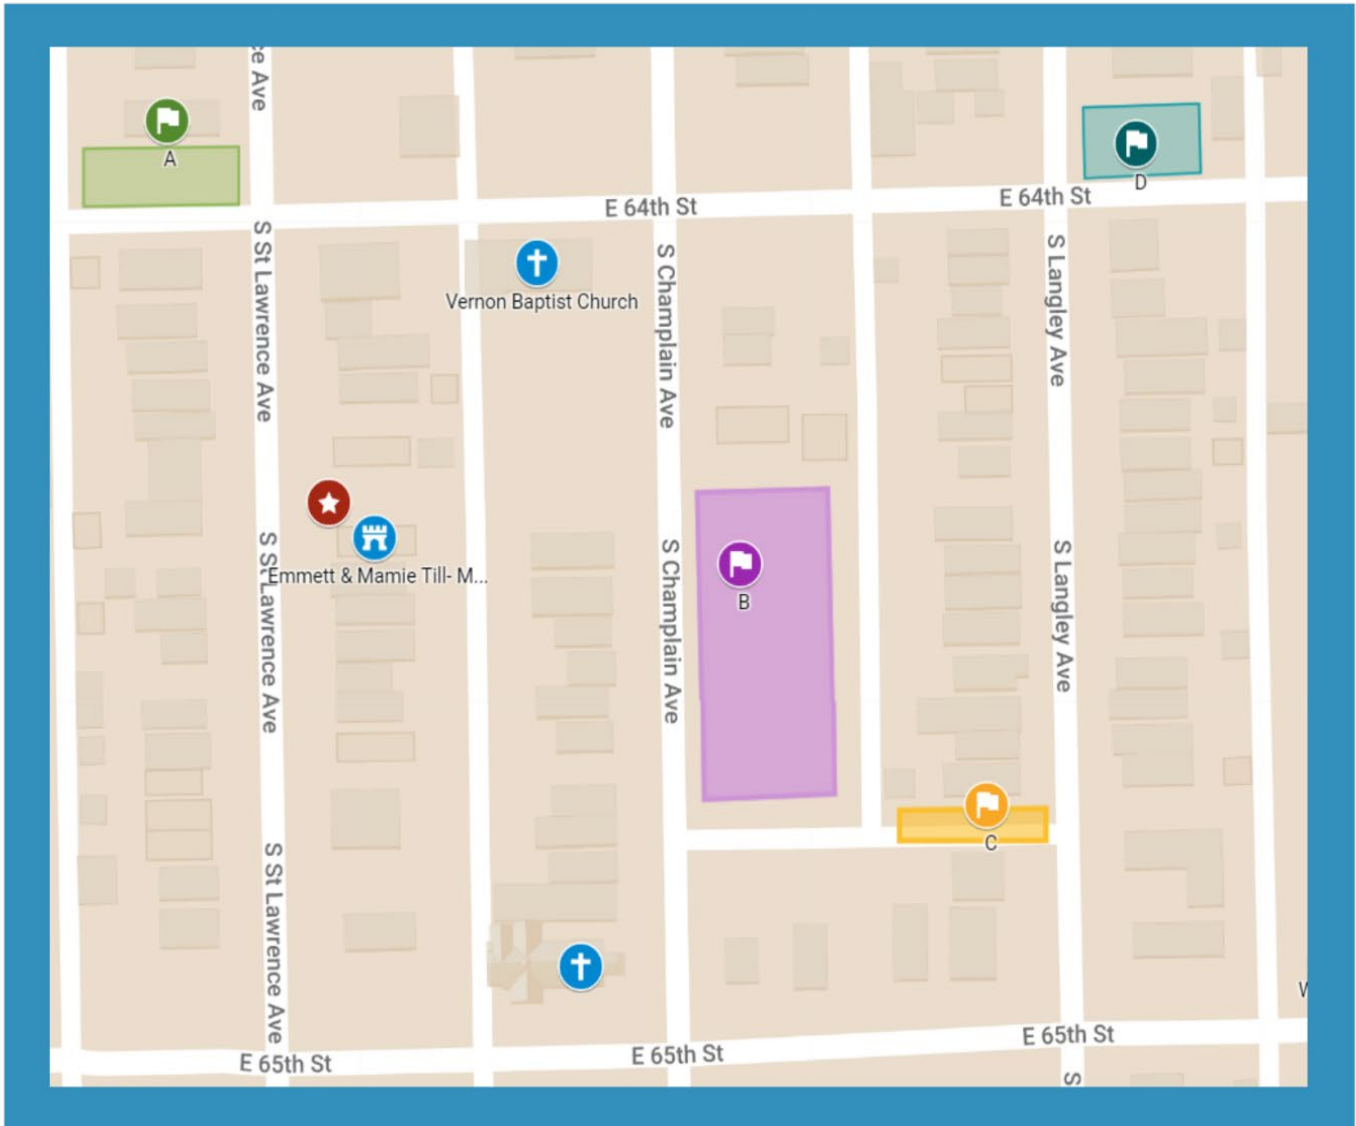 ce Ave
A
D
E 64th St
E 64th St
S St Lawrence Ave
S Champlain Ave
S Langley Ave
Vernon Baptist Church
S St Lawrence Ave
Emmett & Mamie Till- M...
S Champlain Ave
S Langley Ave
B
C
S St Lawrence Ave
W
E 65th St
E 65th St
E 65th St
S